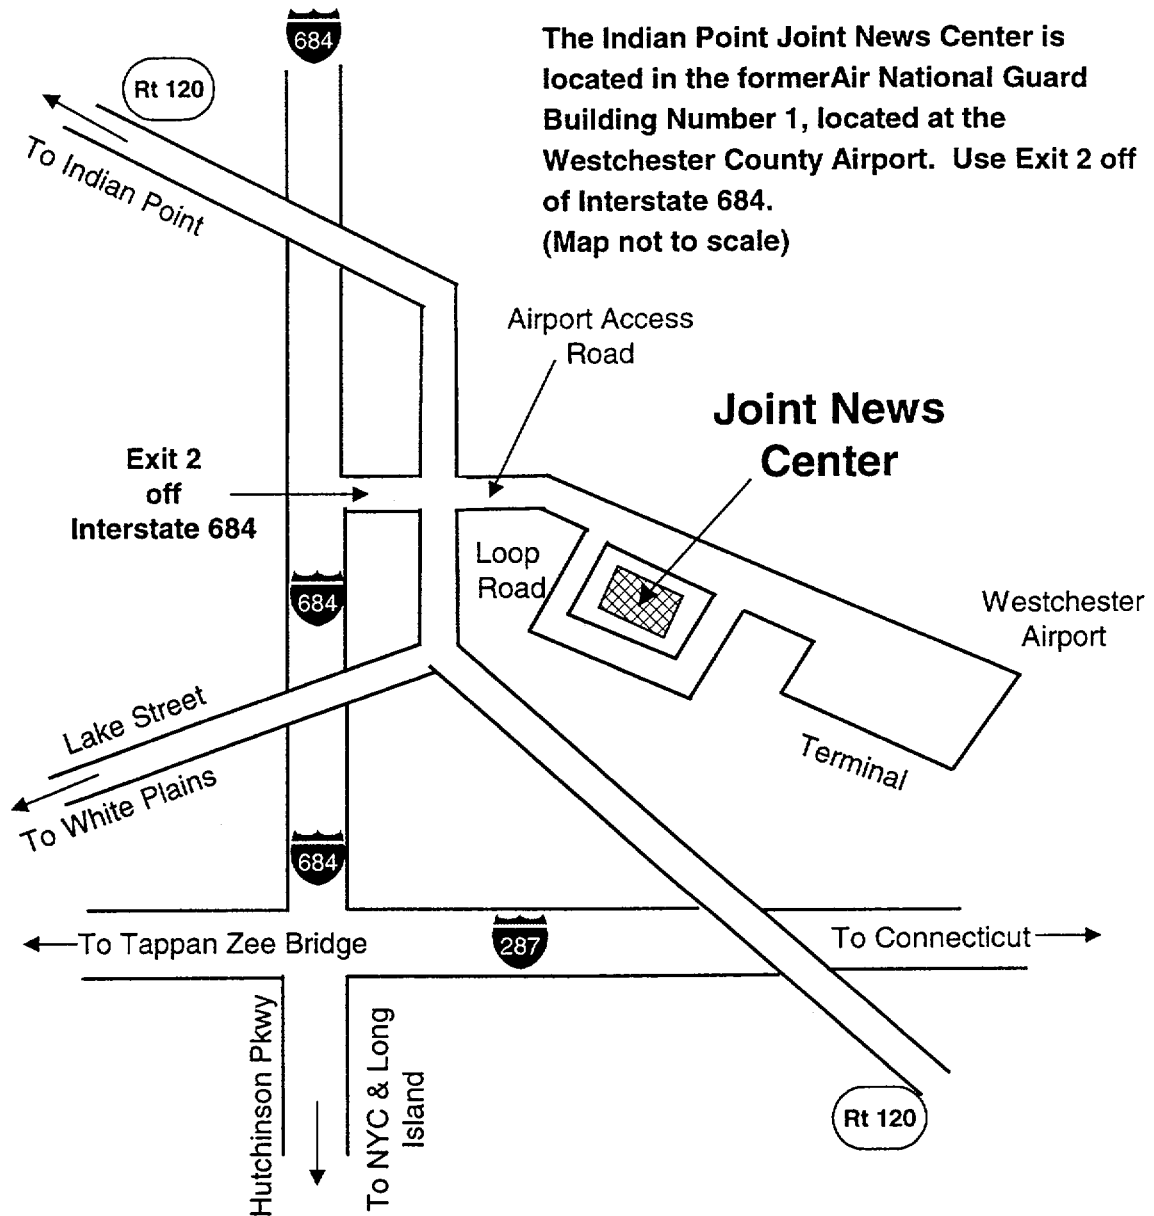 684
The Indian Point Joint News Center is
located in the formerAir National Guard
Building Number 1, located at the
Westchester County Airport.  Use Exit 2 off
of Interstate 684.
(Map not to scale)
Rt 120
To Indian Point
Airport Access
Road
Joint News
Center
Exit 2
off
Interstate 684
Loop
Road
684
Westchester
Airport
Lake Street
To White Plains
Terminal
684
To Tappan Zee Bridge
287
To Connecticut
Hutchinson Pkwy
To NYC & Long
Island
Rt 120